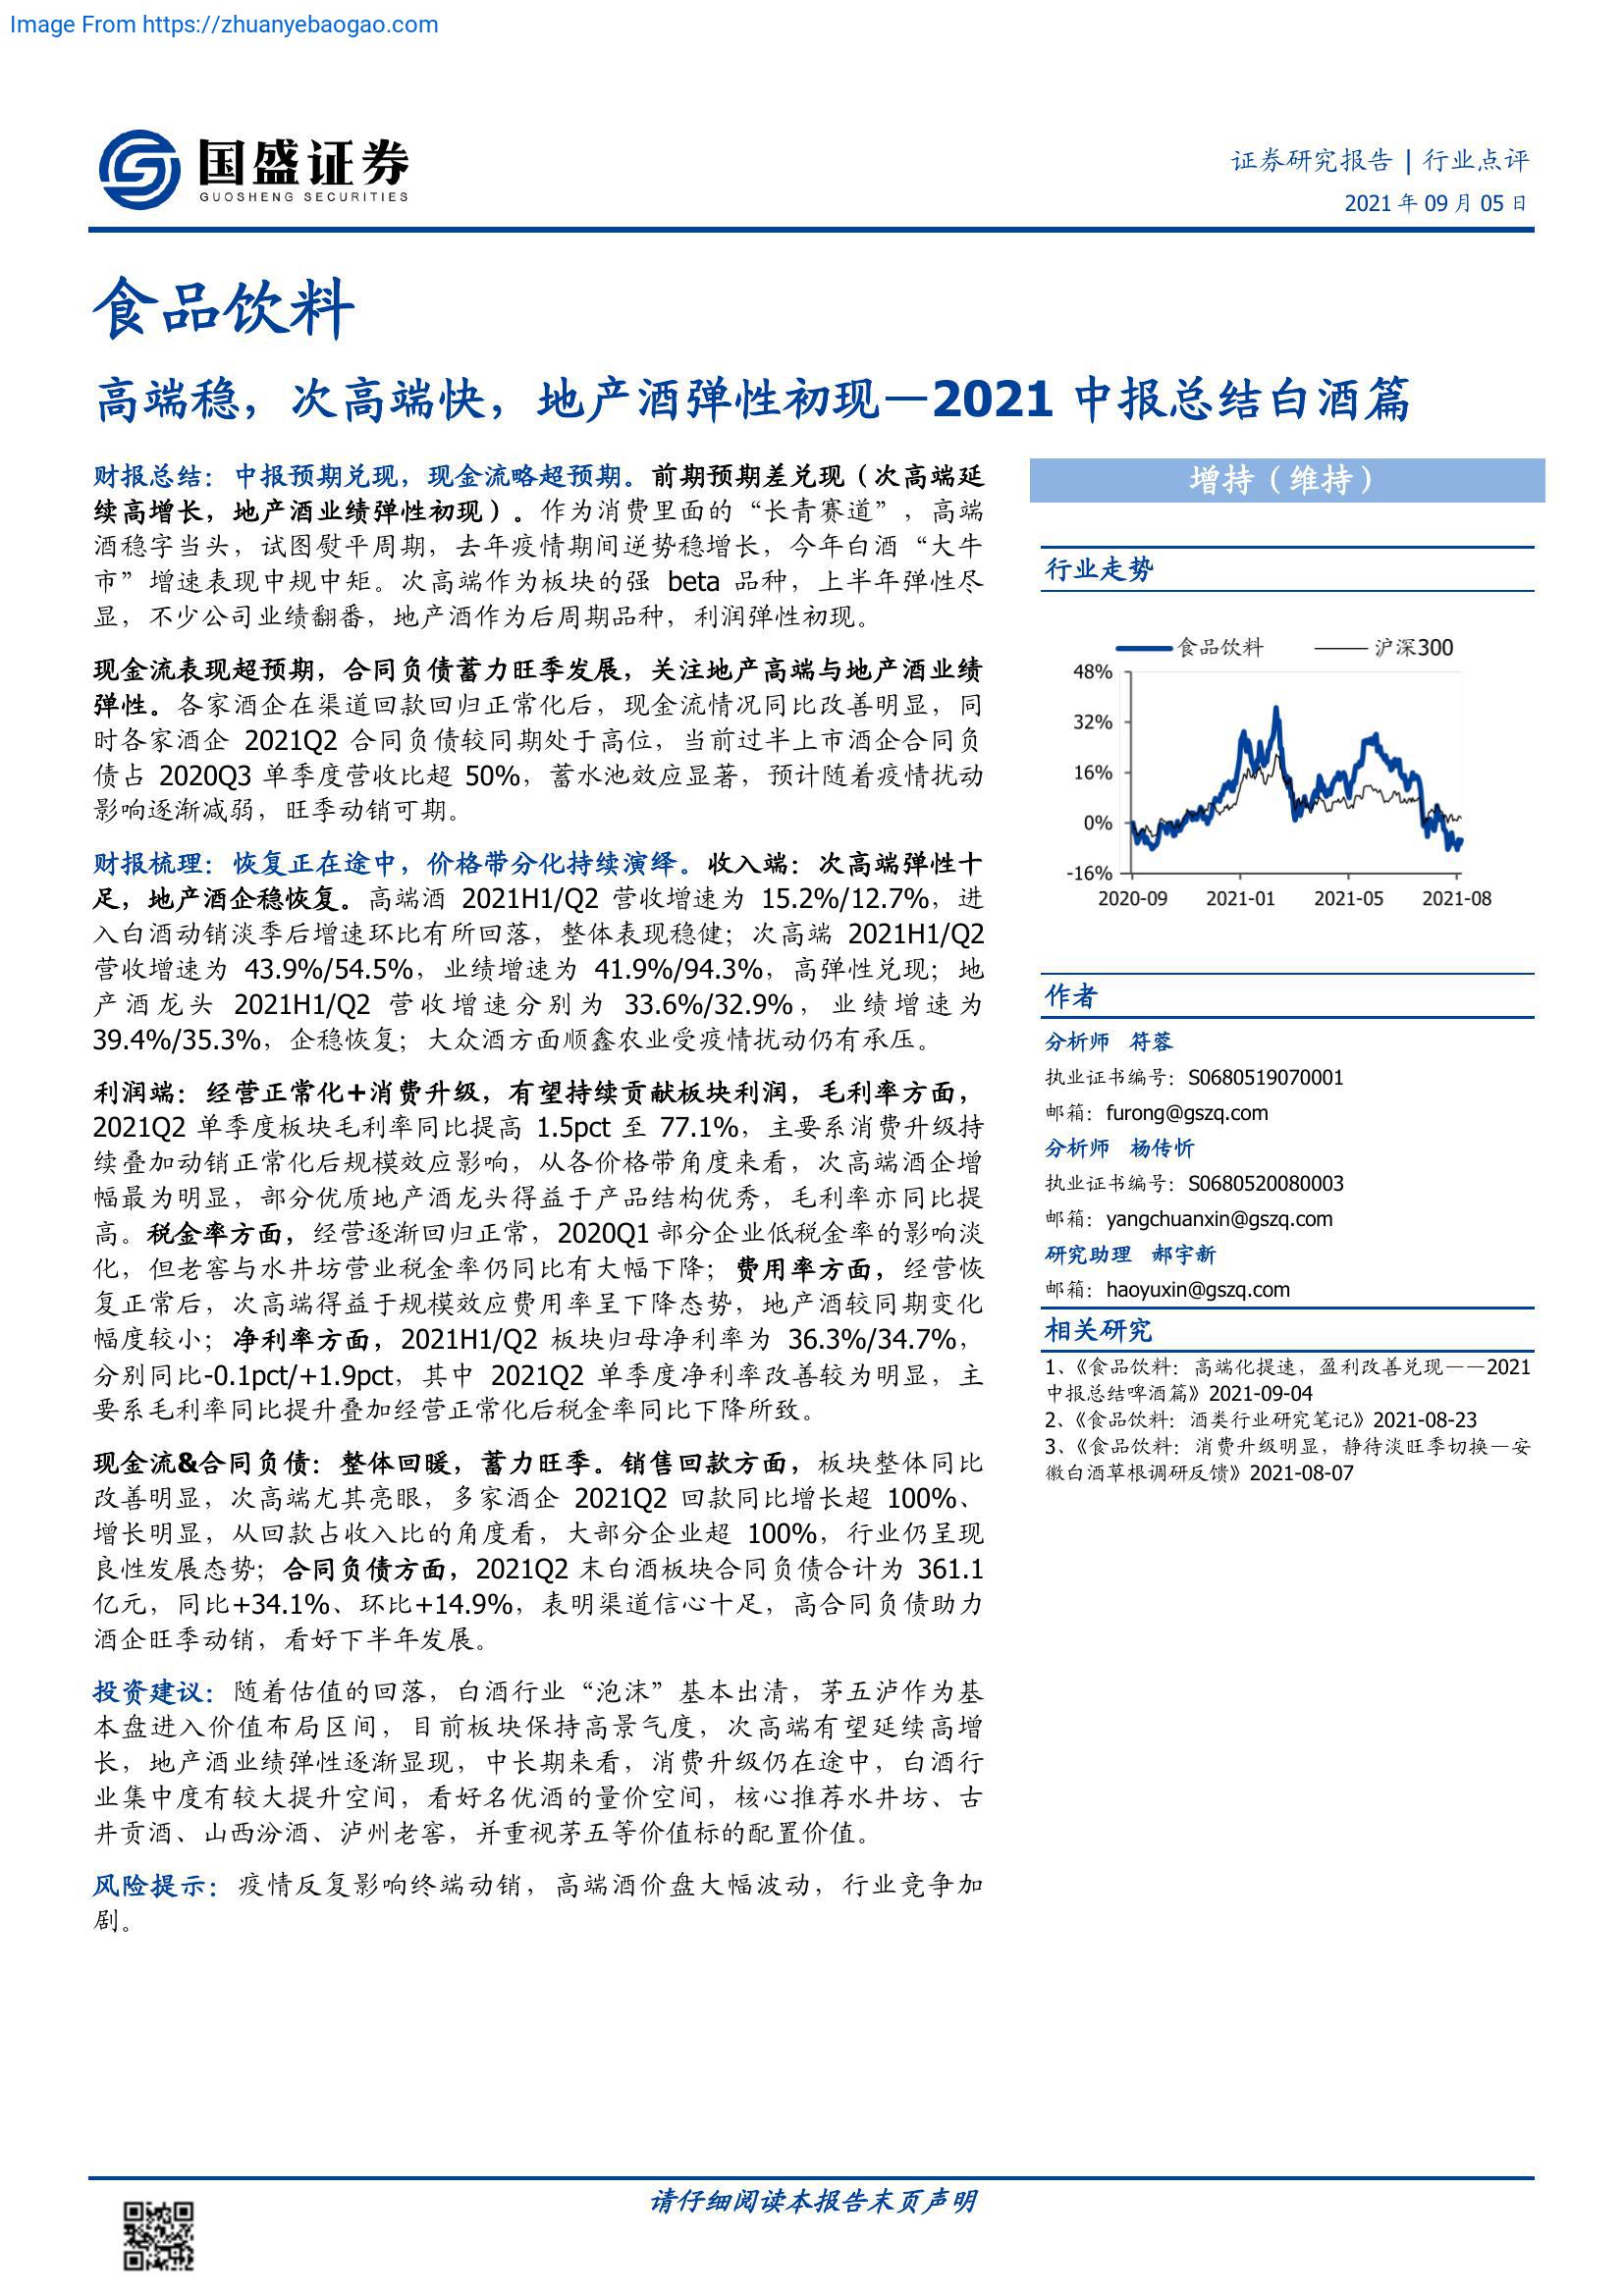 Image From https://zhuanyebaogao.com
国盛证券
GUOSHENG SECURITIES
证券研究报告 | 行业点评
2021 年 09 月 05 日
食品饮料
高端稳，次高端快，地产酒弹性初现—2021 中报总结白酒篇
财报总结：中报预期兑现，现金流略超预期。前期预期差兑现（次高端延
续高增长，地产酒业绩弹性初现）。作为消费里面的“长青赛道”，高端
酒稳字当头，试图熨平周期，去年疫情期间逆势稳增长，今年白酒“大牛
市”增速表现中规中矩。次高端作为板块的强 beta 品种，上半年弹性尽
显，不少公司业绩翻番，地产酒作为后周期品种，利润弹性初现。
现金流表现超预期，合同负债蓄力旺季发展，关注地产高端与地产酒业绩
弹性。各家酒企在渠道回款回归正常化后，现金流情况同比改善明显，同
时各家酒企 2021Q2 合同负债较同期处于高位，当前过半上市酒企合同负
债占 2020Q3 单季度营收比超 50%，蓄水池效应显著，预计随着疫情扰动
影响逐渐减弱，旺季动销可期。
财报梳理：恢复正在途中，价格带分化持续演绎。收入端：次高端弹性十
足，地产酒企稳恢复。高端酒 2021H1/Q2 营收增速为 15.2%/12.7%，进
入白酒动销淡季后增速环比有所回落，整体表现稳健；次高端 2021H1/Q2
营收增速为 43.9%/54.5%，业绩增速为 41.9%/94.3%，高弹性兑现；地
产酒龙头 2021H1/Q2 营收增速分别为 33.6%/32.9%，业绩增速为
39.4%/35.3%，企稳恢复；大众酒方面顺鑫农业受疫情扰动仍有承压。
利润端：经营正常化+消费升级，有望持续贡献板块利润，毛利率方面，
2021Q2 单季度板块毛利率同比提高 1.5pct 至 77.1%，主要系消费升级持
续叠加动销正常化后规模效应影响，从各价格带角度来看，次高端酒企增
幅最为明显，部分优质地产酒龙头得益于产品结构优秀，毛利率亦同比提
高。税金率方面，经营逐渐回归正常，2020Q1 部分企业低税金率的影响淡
化，但老窖与水井坊营业税金率仍同比有大幅下降；费用率方面，经营恢
复正常后，次高端得益于规模效应费用率呈下降态势，地产酒较同期变化
幅度较小；净利率方面，2021H1/Q2 板块归母净利率为 36.3%/34.7%，
分别同比-0.1pct/+1.9pct，其中 2021Q2 单季度净利率改善较为明显，主
要系毛利率同比提升叠加经营正常化后税金率同比下降所致。
现金流&合同负债：整体回暖，蓄力旺季。销售回款方面，板块整体同比
改善明显，次高端尤其亮眼，多家酒企 2021Q2 回款同比增长超 100%、
增长明显，从回款占收入比的角度看，大部分企业超 100%，行业仍呈现
良性发展态势；合同负债方面，2021Q2 末白酒板块合同负债合计为 361.1
亿元，同比+34.1%、环比+14.9%，表明渠道信心十足，高合同负债助力
酒企旺季动销，看好下半年发展。
投资建议：随着估值的回落，白酒行业“泡沫”基本出清，茅五泸作为基
本盘进入价值布局区间，目前板块保持高景气度，次高端有望延续高增
长，地产酒业绩弹性逐渐显现，中长期来看，消费升级仍在途中，白酒行
业集中度有较大提升空间，看好名优酒的量价空间，核心推荐水井坊、古
井贡酒、山西汾酒、泸州老窖，并重视茅五等价值标的配置价值。
风险提示：疫情反复影响终端动销，高端酒价盘大幅波动，行业竞争加
剧。
增持（维持）
行业走势
食品饮料 沪深300
48%
32%
16%
0%
-16%
2020-09 2021-01 2021-05 2021-08
作者
分析师 符蓉
执业证书编号：S0680519070001
邮箱：furong@gszq.com
分析师 杨传忻
执业证书编号：S0680520080003
邮箱：yangchuanxin@gszq.com
研究助理 郝宇新
邮箱：haoyuxin@gszq.com
相关研究
1、《食品饮料：高端化提速，盈利改善兑现——2021
中报总结啤酒篇》2021-09-04
2、《食品饮料：酒类行业研究笔记》2021-08-23
3、《食品饮料：消费升级明显，静待淡旺季切换—安
徽白酒草根调研反馈》2021-08-07
请仔细阅读本报告末页声明